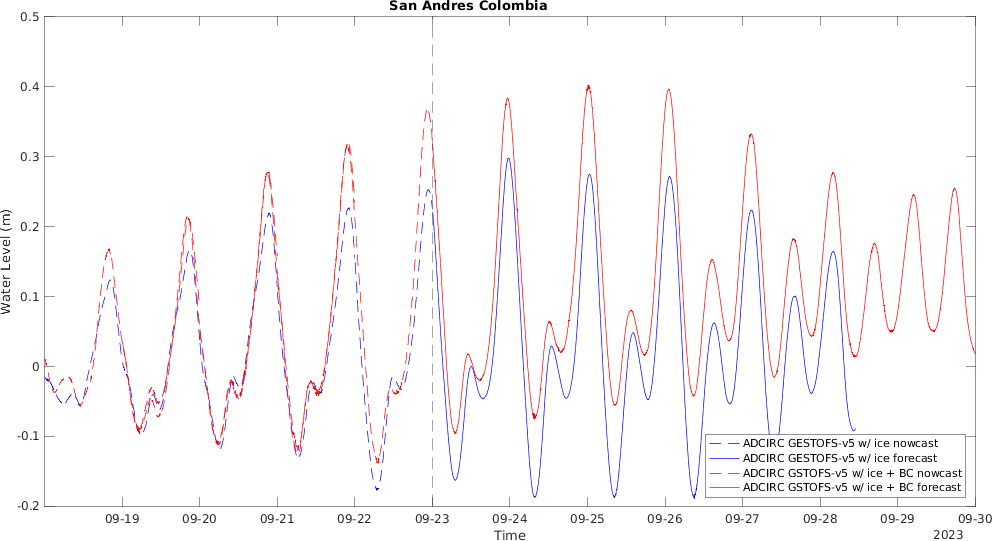 San Andres Colombia
0.5
0.4
0.3
0.2
0.1
0
-0.1
-0.2
Water Level (m)
ADCIRC GESTOFS-v5 w/ ice nowcast
ADCIRC GESTOFS-v5 w/ ice forecast
ADCIRC GSTOFS-v5 w/ ice + BC nowcast
ADCIRC GSTOFS-v5 w/ ice + BC forecast
09-19 09-20 09-21 09-22 09-23 09-24 09-25 09-26 09-27 09-28 09-29 09-30
Time
2023